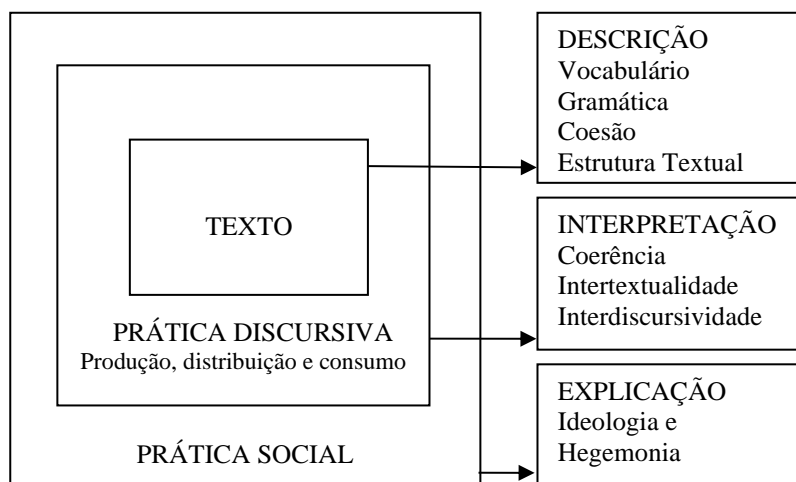 TEXTO
PRÁTICA DISCURSIVA
Produção, distribuição e consumo
PRÁTICA SOCIAL
DESCRIÇÃO
Vocabulário
Gramática
Coesão
Estrutura Textual
INTERPRETAÇÃO
Coerência
Intertextualidade
Interdiscursividade
EXPLICAÇÃO
Ideologia e
Hegemonia